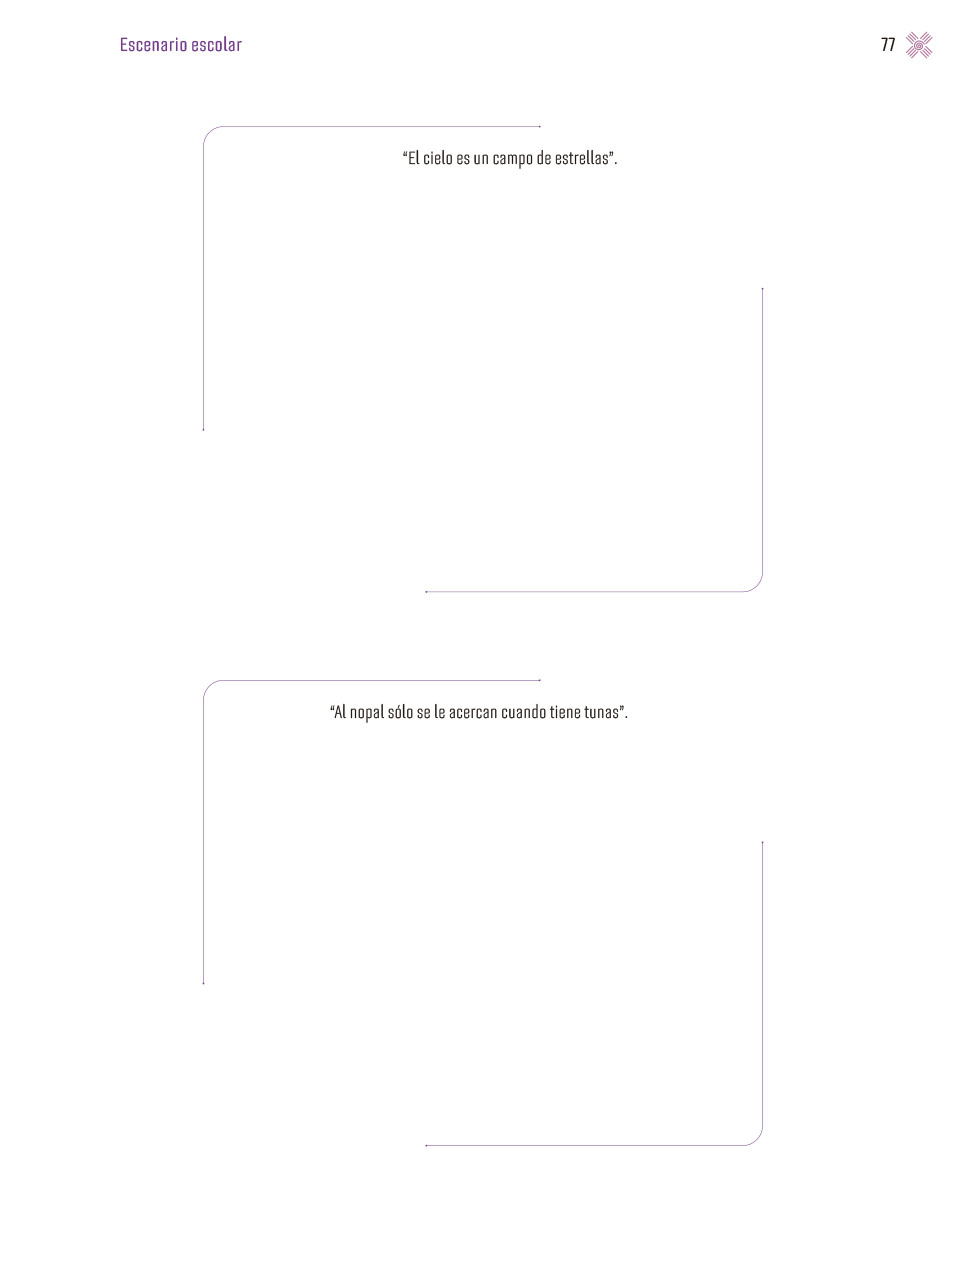 Escenario escolar
77
“El cielo es un campo de estrellas”.
“Al nopal sólo se le acercan cuando tiene tunas”.